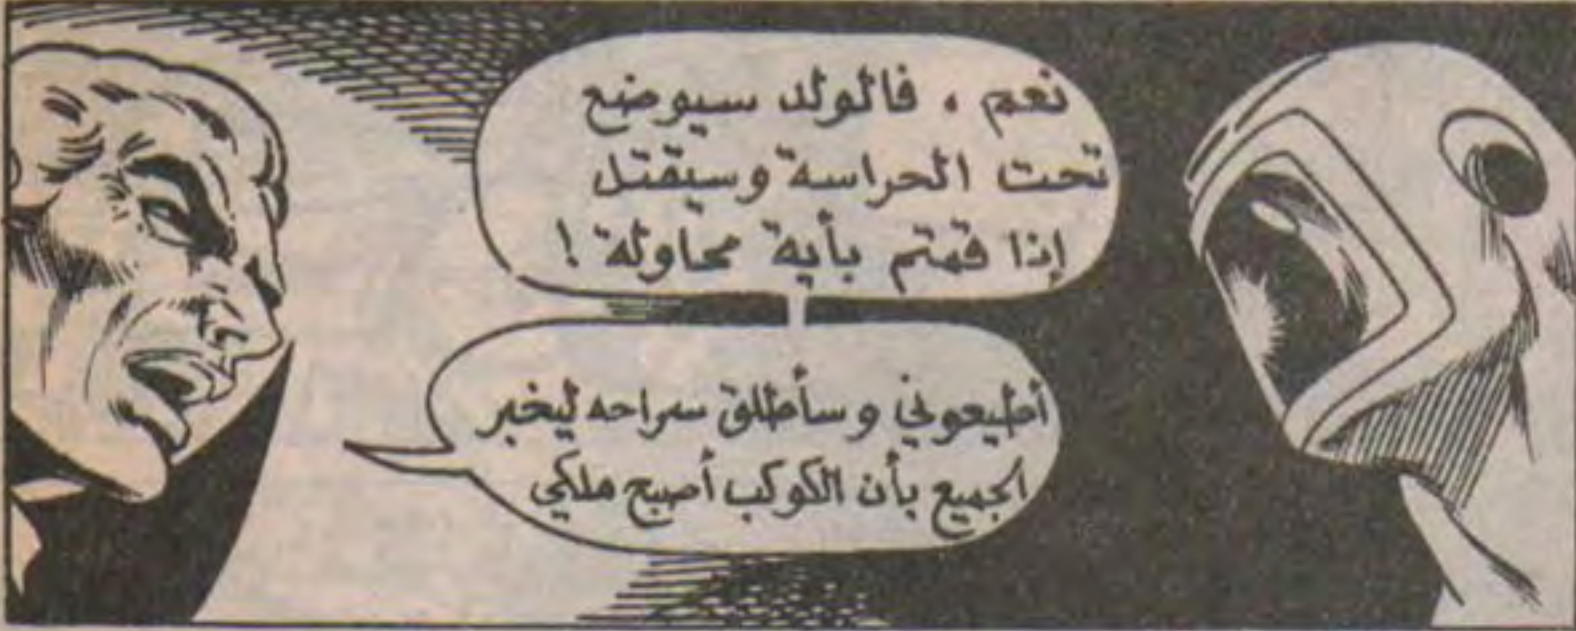 نعم ، فالولد سيوضع
تحت الحراسة وسيقتل
إذا قمتم بأية محاولة !
أطيعوني وسأطلق سراحه ليخبر
الجميع بأن الكوكب أصبح ملكي